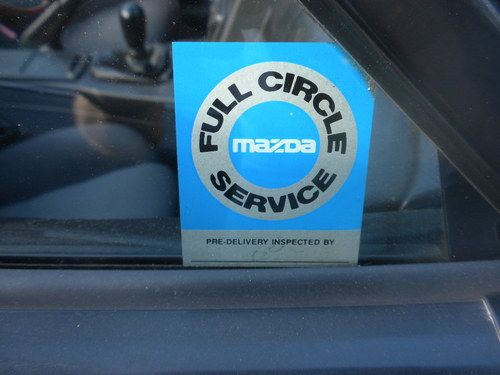 FULL CIRCLE
mazda
SERVICE
PRE-DELIVERY INSPECTED BY